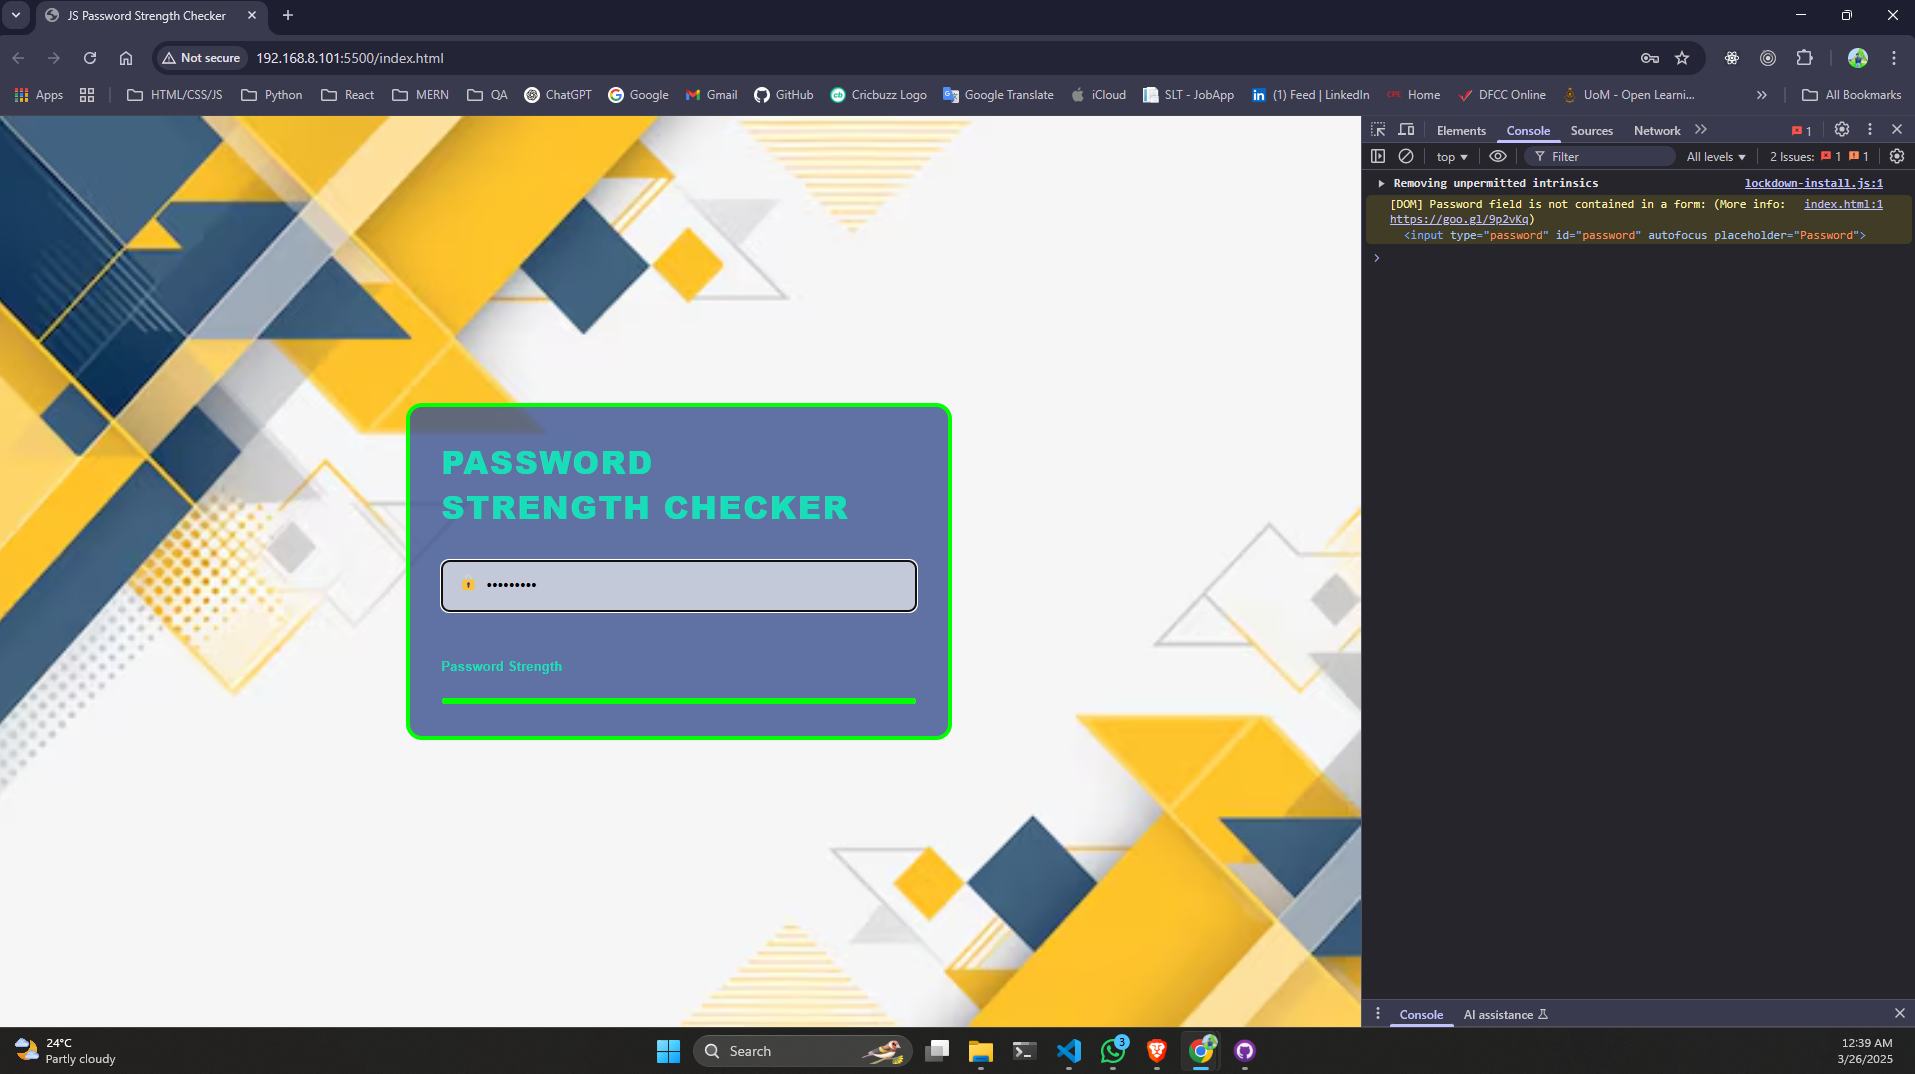 JS Password Strength Checker
Not secure
192.168.8.101:5500/index.html
Apps
HTML/CSS/JS
Python
React
MERN
QA
ChatGPT
Google
Gmail
GitHub
Cricbuzz Logo
Google Translate
iCloud
SLT - JobApp
(1) Feed | LinkedIn
Home
DFCC Online
UoM - Open Learni...
All Bookmarks
Elements
Console
Sources
Network
1
top
Filter
All levels
2 Issues: 1 1
Removing unpermitted intrinsics lockdown-install.js:1
[DOM] Password field is not contained in a form: (More info: index.html:1
https://goo.gl/9p2vKq)
<input type="password" id="password" autofocus placeholder="Password">
PASSWORD
STRENGTH CHECKER
•••••••••
Password Strength
Console
AI assistance
24°C
Partly cloudy
Search
3
12:39 AM
3/26/2025